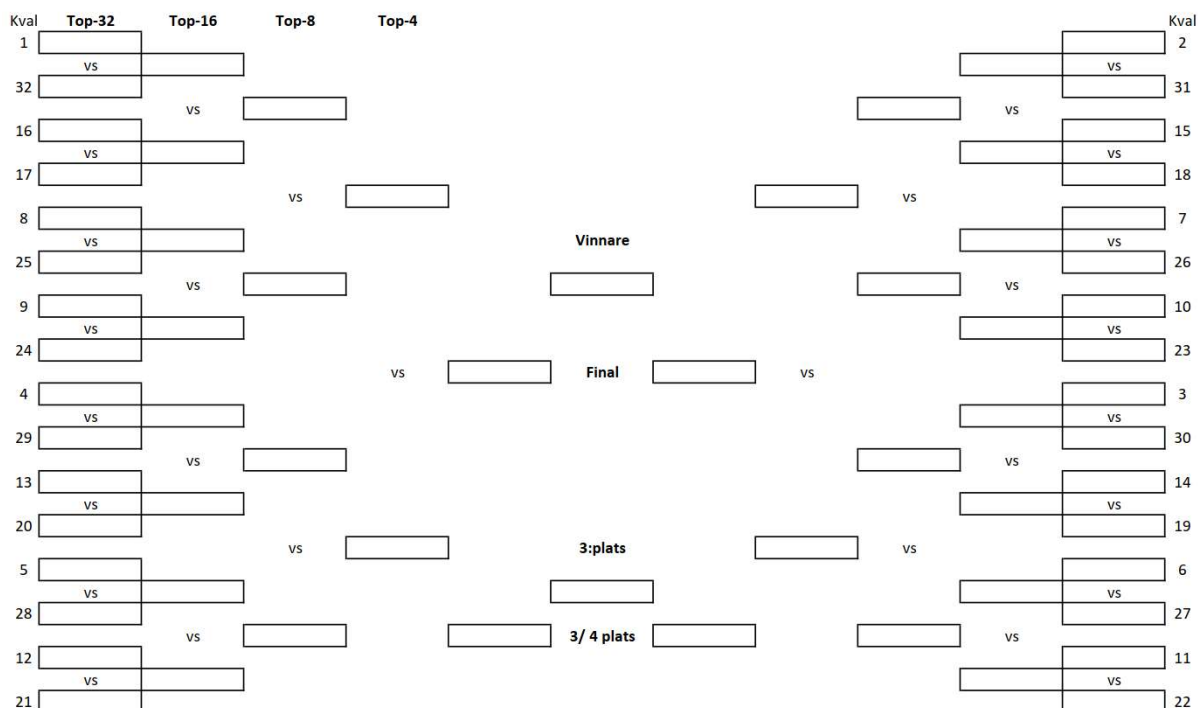 Kval Top-32 Top-16 Top-8 Top-4 Kval
1 2
vs vs
32 31
vs vs
16 15
vs vs
17 18
vs vs
8 7
Vinnare
vs vs
25 26
vs vs
9 10
vs vs
24 23
vs Final vs
4 3
vs vs
29 30
vs vs
13 14
vs vs
20 19
vs 3:plats vs
5 6
vs vs
28 27
vs 3/ 4 plats vs
12 11
vs vs
21 22